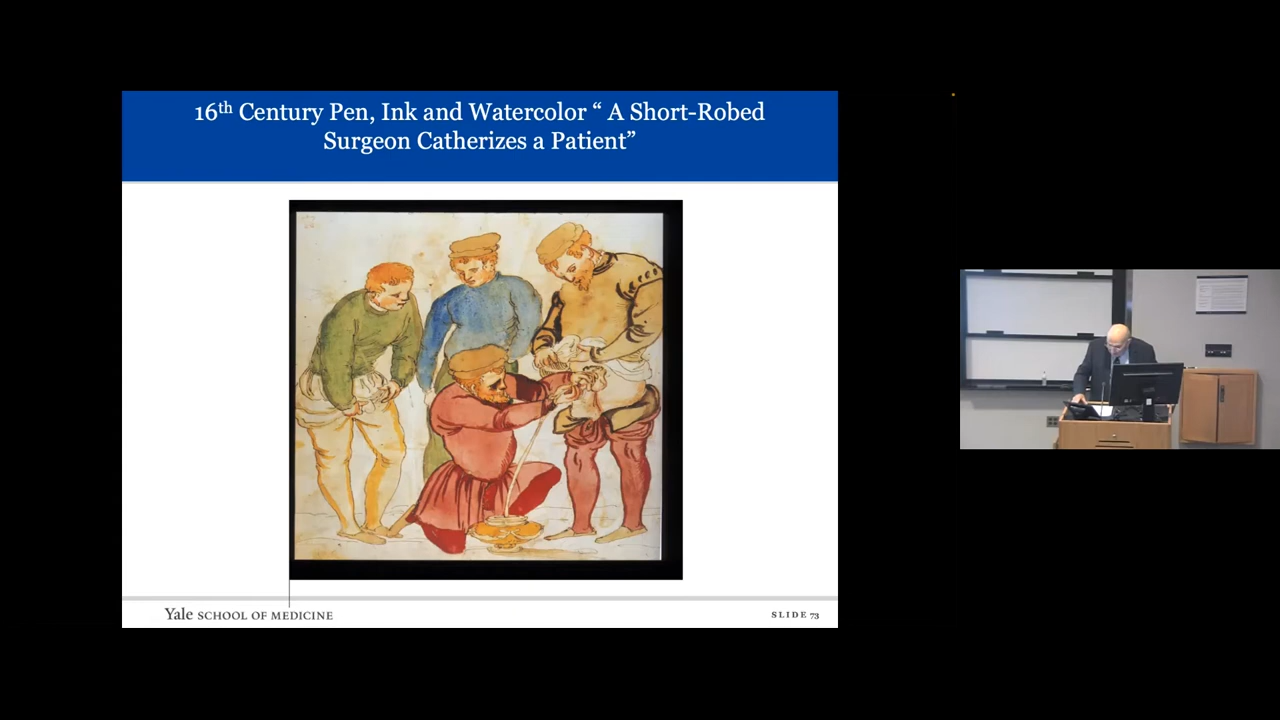 16th Century Pen, Ink and Watercolor “ A Short-Robed
Surgeon Catherizes a Patient”
Yale SCHOOL OF MEDICINE
SLIDE 73